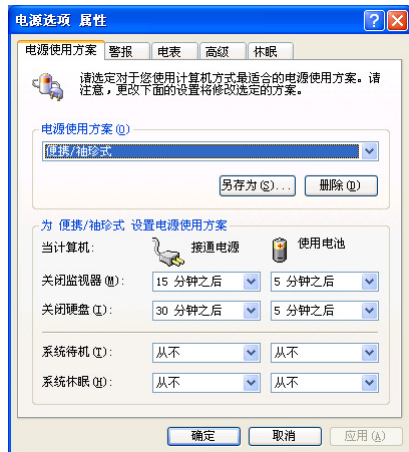 电源选项 属性
电源使用方案 警报 电表 高级 休眠
请选定对于您使用计算机方式最适合的电源使用方案。请
注意，更改下面的设置将修改选定的方案。
电源使用方案(O)
便携/袖珍式
另存为(S)... 删除(D)
为 便携/袖珍式 设置电源使用方案
当计算机: 接通电源 使用电池
关闭监视器(M): 15 分钟之后 5 分钟之后
关闭硬盘(I): 30 分钟之后 5 分钟之后
系统待机(T): 从不 从不
系统休眠(H): 从不 从不
确定 取消 应用(A)